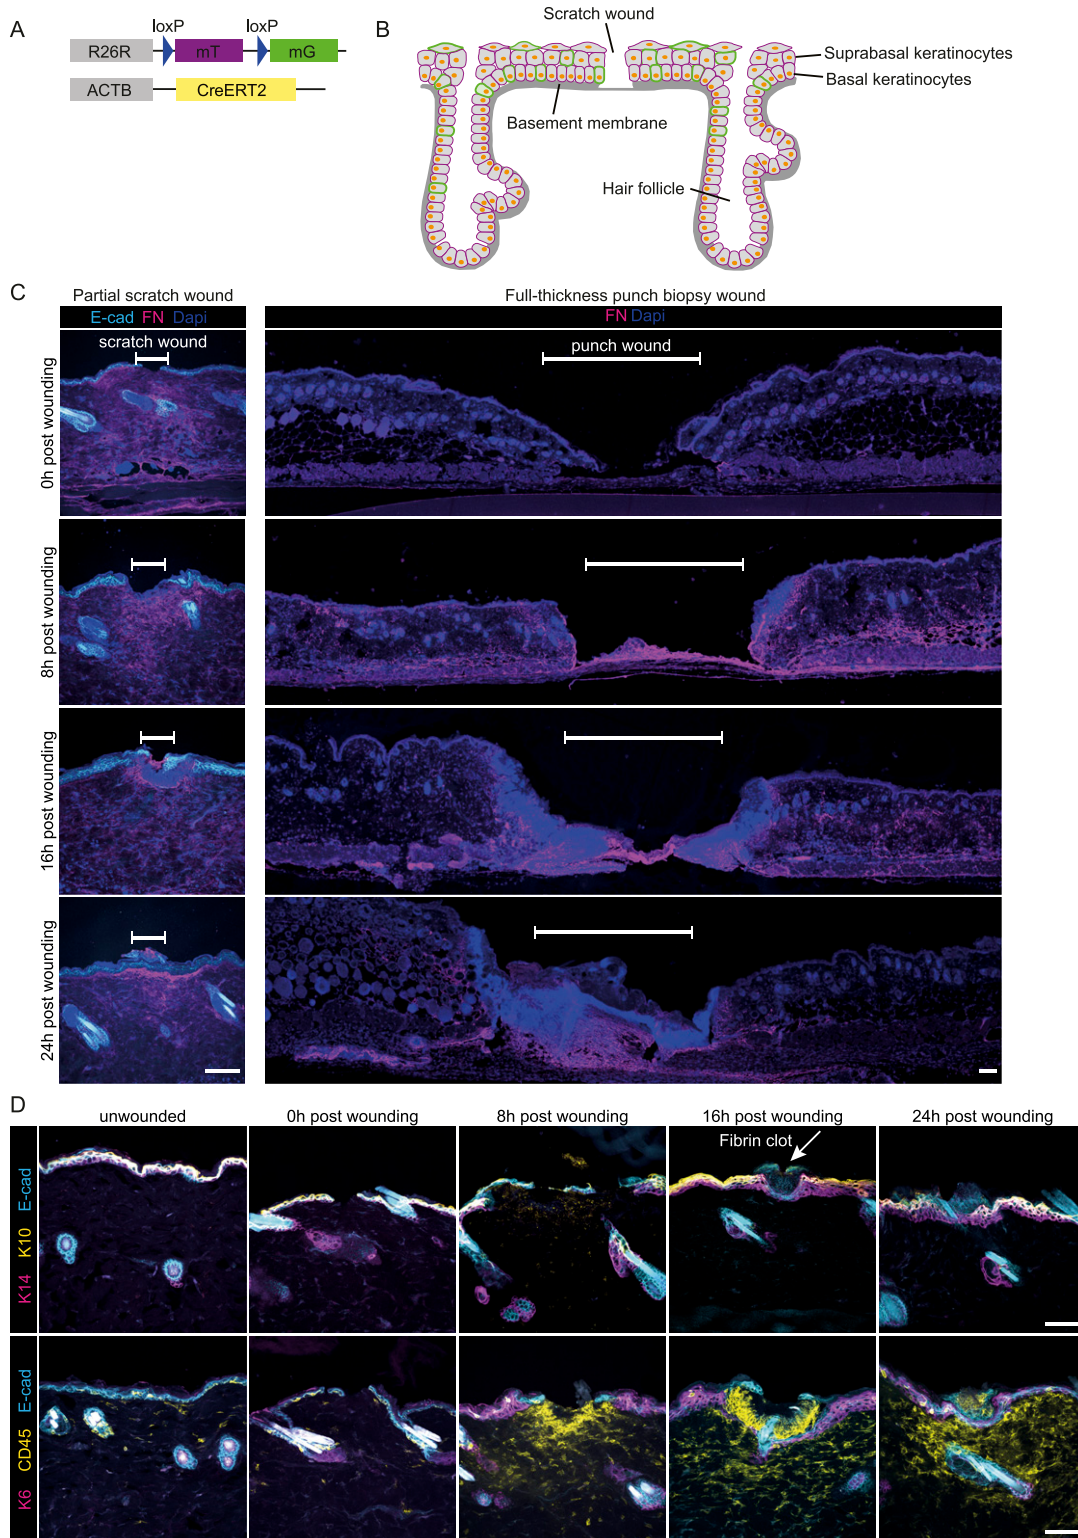 A
loxP loxP
R26R mT mG
ACTB CreERT2
B
Scratch wound
Suprabasal keratinocytes
Basal keratinocytes
Basement membrane
Hair follicle
C
Partial scratch wound
E-cad FN Dapi
scratch wound
Full-thickness punch biopsy wound
FN Dapi
punch wound
0h post wounding
8h post wounding
16h post wounding
24h post wounding
D
unwounded
0h post wounding
8h post wounding
16h post wounding
24h post wounding
Fibrin clot
K14 K10 E-cad
K6 CD45 E-cad